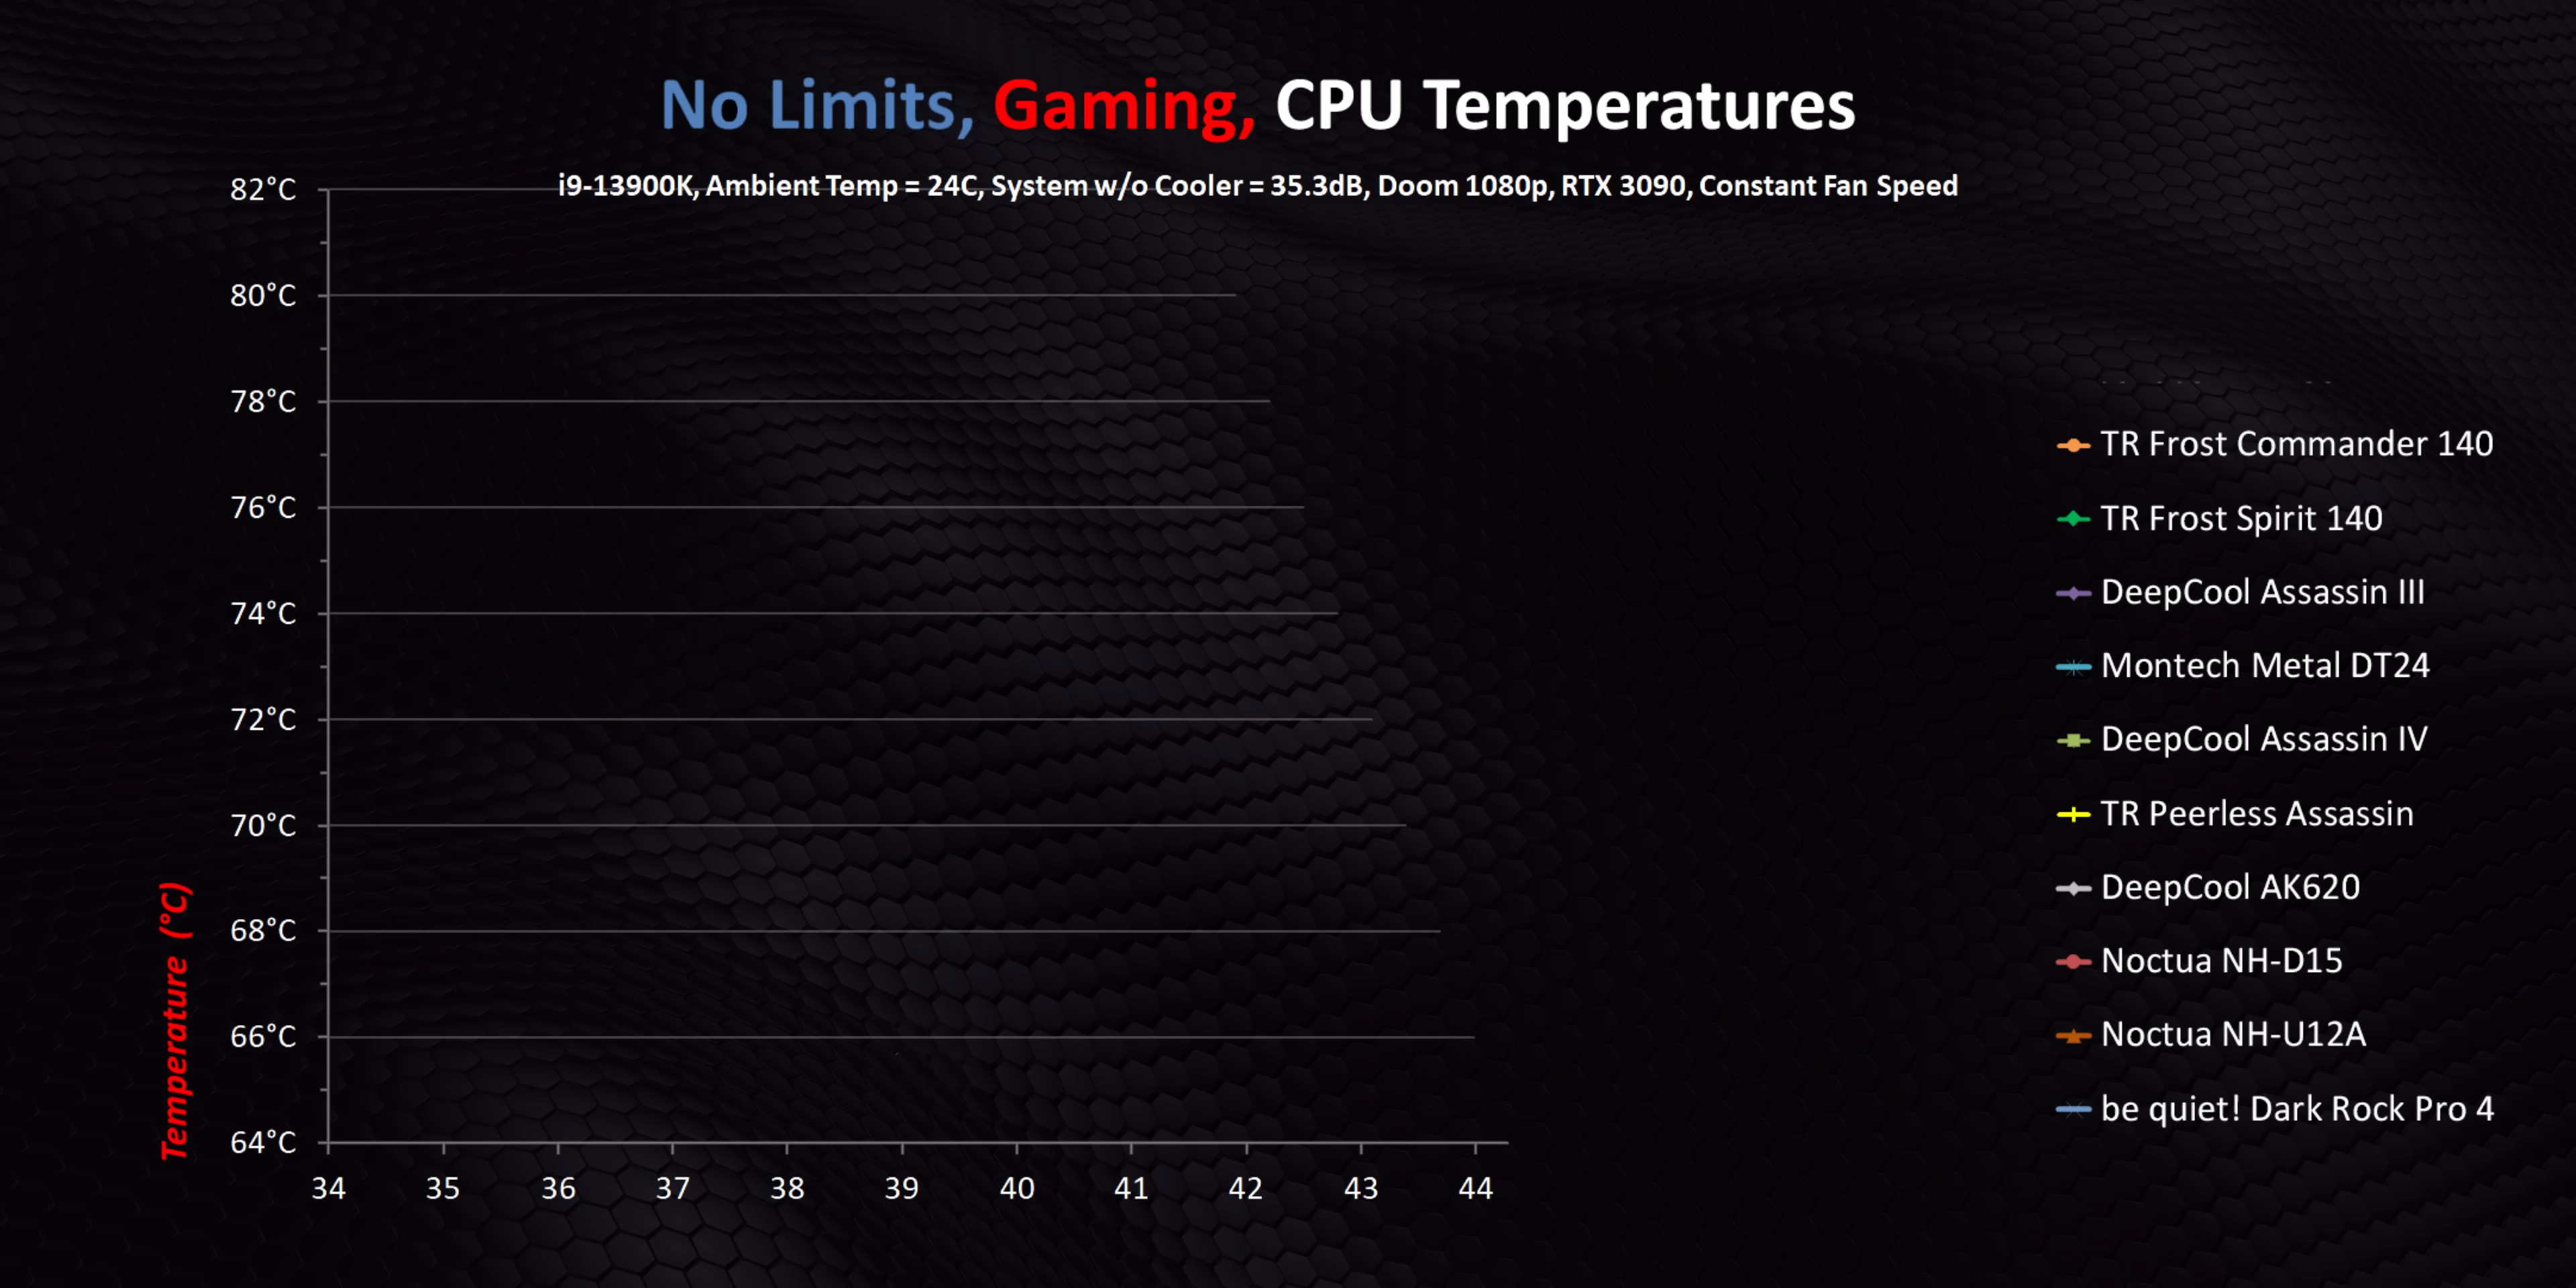 No Limits, Gaming, CPU Temperatures
i9-13900K, Ambient Temp = 24C, System w/o Cooler = 35.3dB, Doom 1080p, RTX 3090, Constant Fan Speed
82°C
80°C
78°C
76°C
74°C
72°C
70°C
68°C
66°C
64°C
Temperature (°C)
34 35 36 37 38 39 40 41 42 43 44
TR Frost Commander 140
TR Frost Spirit 140
DeepCool Assassin III
Montech Metal DT24
DeepCool Assassin IV
TR Peerless Assassin
DeepCool AK620
Noctua NH-D15
Noctua NH-U12A
be quiet! Dark Rock Pro 4